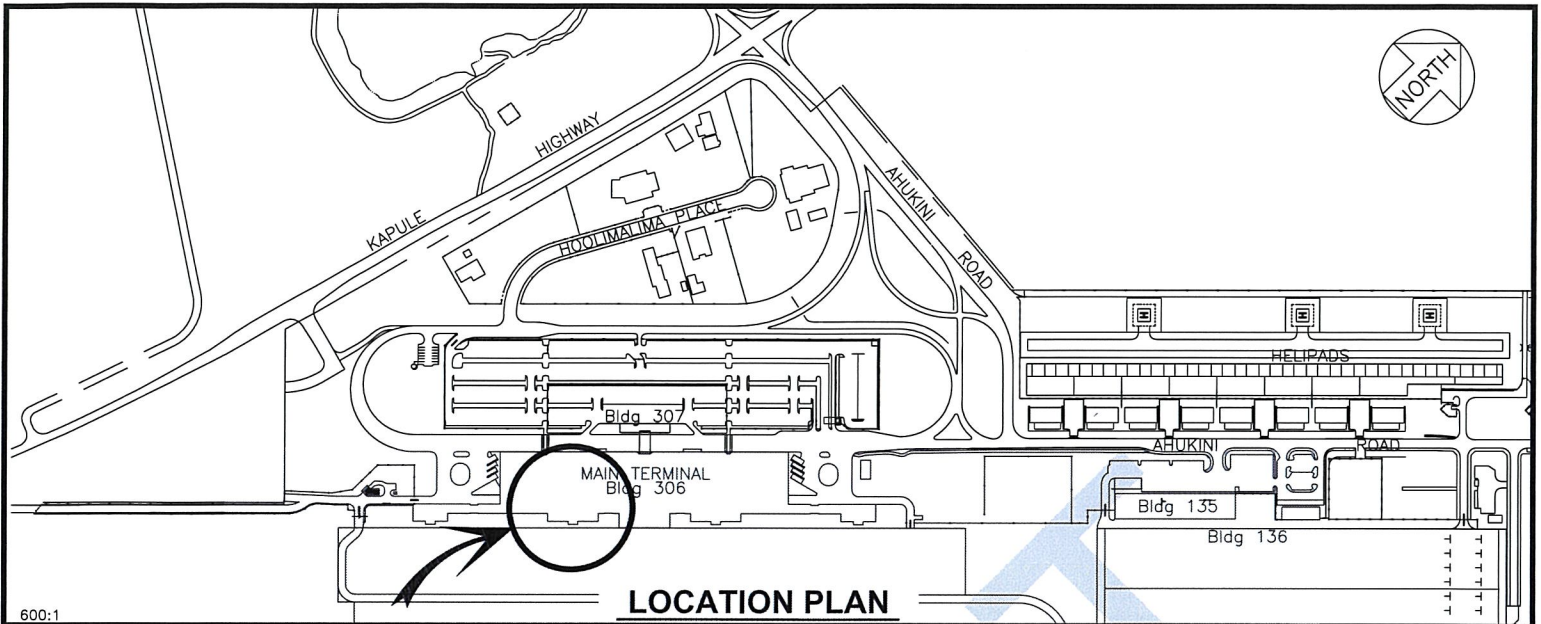 NORTH
HIGHWAY
KAPULE
HOOLIMALIMA PLACE
AHUKINI
ROAD
HELIPADS
Bldg 307
AHUKINI ROAD
MAIN TERMINAL
Bldg 306
Bldg 135
Bldg 136
LOCATION PLAN
600:1